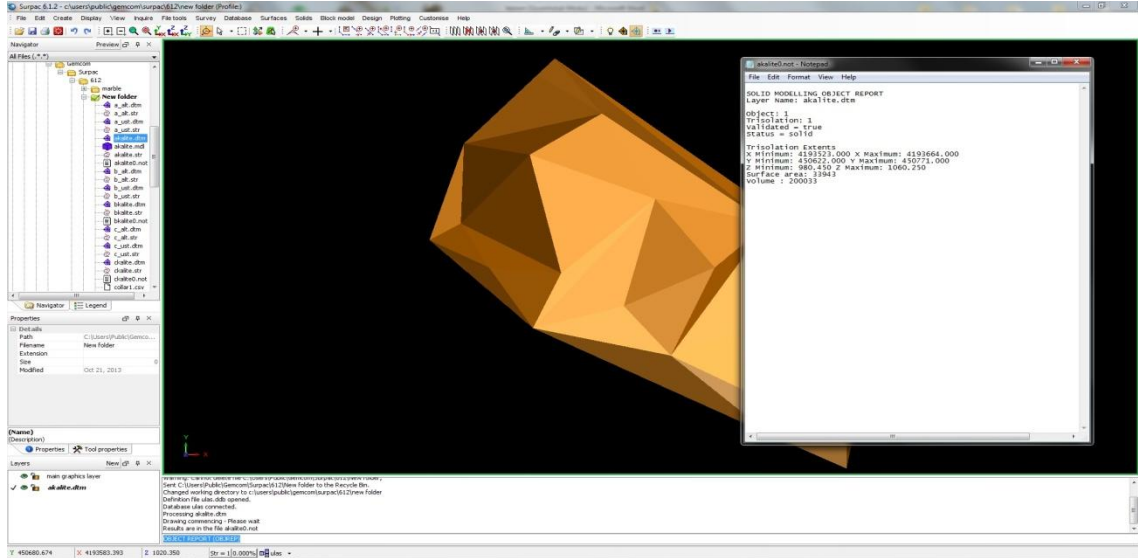 Surpac 6.1.2 - c:\users\public\gemcom\surpac\612\new folder (Profile:)
File Edit Create Display View Inquire File tools Survey Database Surfaces Solids Block model Design Plotting Customise Help
Navigator Preview
All Files (*.*)
Gemcom
Surpac
612
marble
New folder
a_alt.dtm
a_alt.str
a_ust.dtm
a_ust.str
akalite.dtm
akalite.mdl
akalite.str
akalite0.not
b_alt.dtm
b_alt.str
b_ust.dtm
b_ust.str
bkalite.dtm
bkalite.str
bkalite0.not
c_alt.dtm
c_alt.str
c_ust.dtm
c_ust.str
ckalite.dtm
ckalite.str
ckalite0.not
collar1.csv
Navigator Legend
Properties
Details
Path C:\Users\Public\Gemco...
Filename New folder
Extension
Size 0
Modified Oct 21, 2013
(Name)
(Description)
Properties Tool properties
Layers New
main graphics layer
akalite.dtm
Y
X
akalite0.not - Notepad
File Edit Format View Help
SOLID MODELLING OBJECT REPORT
Layer Name: akalite.dtm
Object: 1
Trisolation: 1
Validated = true
Status = solid
Trisolation Extents
X Minimum: 4193523.000 X Maximum: 4193664.000
Y Minimum: 450622.000 Y Maximum: 450771.000
Z Minimum: 980.450 Z Maximum: 1060.250
Surface area: 33943
Volume : 200033
Sent C:\Users\Public\Gemcom\Surpac\612\New folder to the Recycle Bin.
Changed working directory to c:\users\public\gemcom\surpac\612\new folder
Definition file ulas.ddb opened.
Database ulas connected.
Processing akalite.dtm
Drawing commencing - Please wait
Results are in the file akalite0.not
OBJECT REPORT (OBJREP)
Y 450680.674 X 4193583.393 Z 1020.350 Str = 1 0.000% ulas